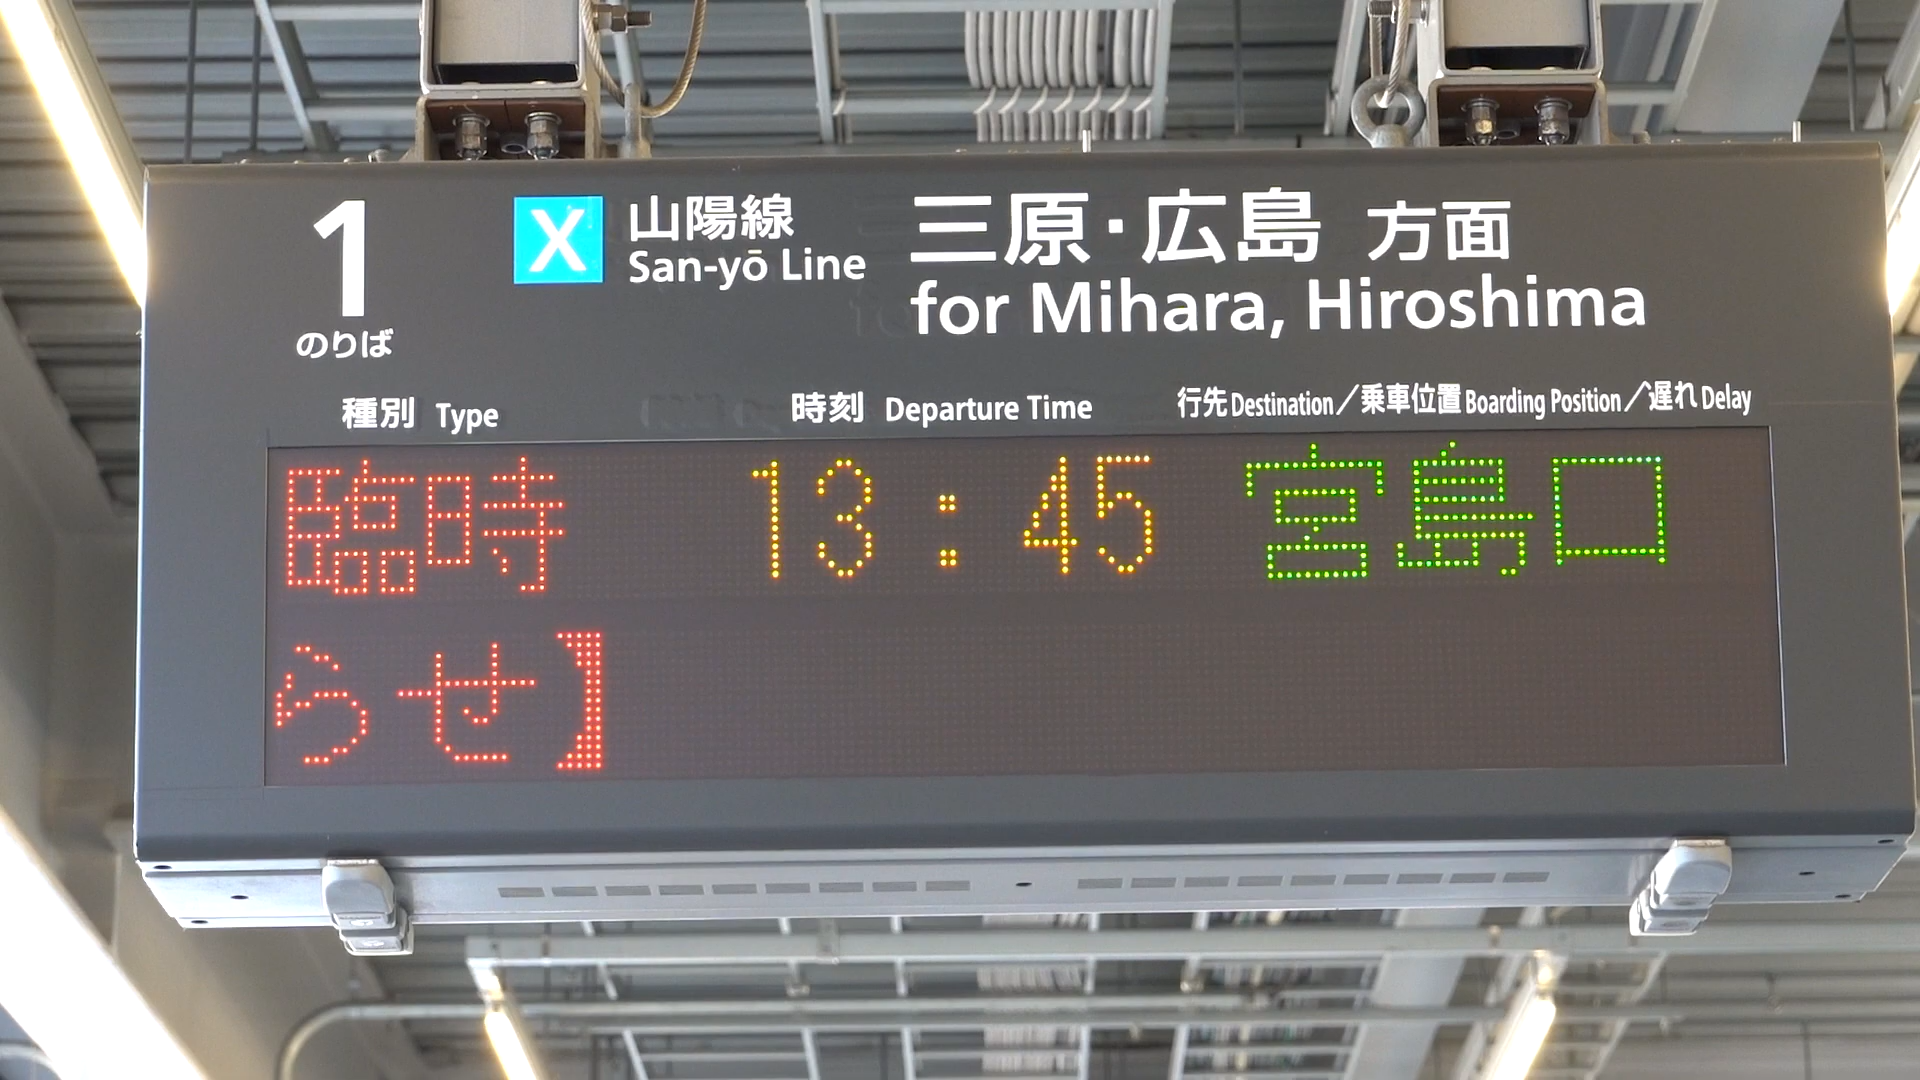 1
のりば
X
山陽線
San-yō Line
三原・広島 方面
for Mihara, Hiroshima
種別 Type
時刻 Departure Time
行先 Destination／乗車位置 Boarding Position／遅れ Delay
臨時 13:45 宮島口
らせ】